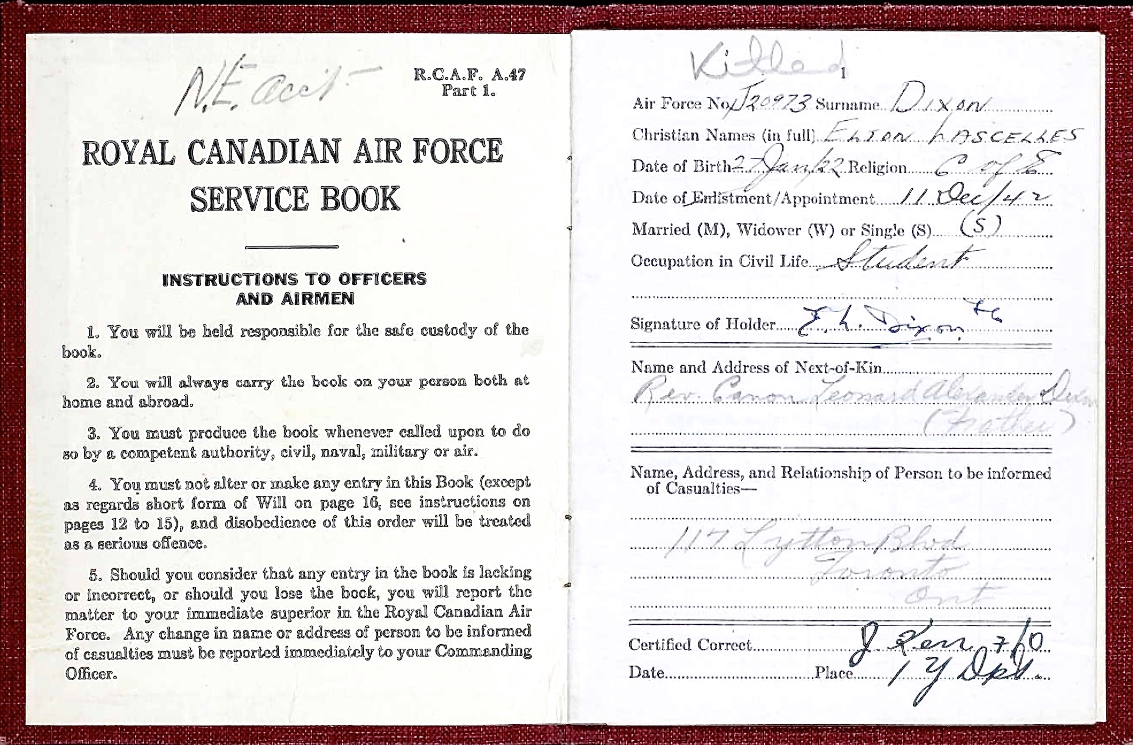 N.E. acct
R.C.A.F. A.47
Part 1.
ROYAL CANADIAN AIR FORCE
SERVICE BOOK
INSTRUCTIONS TO OFFICERS
AND AIRMEN
1. You will be held responsible for the safe custody of the
book.
2. You will always carry the book on your person both at
home and abroad.
3. You must produce the book whenever called upon to do
so by a competent authority, civil, naval, military or air.
4. You must not alter or make any entry in this Book (except
as regards short form of Will on page 16, see instructions on
pages 12 to 15), and disobedience of this order will be treated
as a serious offence.
5. Should you consider that any entry in the book is lacking
or incorrect, or should you lose the book, you will report the
matter to your immediate superior in the Royal Canadian Air
Force. Any change in name or address of person to be informed
of casualties must be reported immediately to your Commanding
Officer.
Killed
1
Air Force No. J20973 Surname DIXON
Christian Names (in full) ELTON LASCELLES
Date of Birth 27 Jan/22 Religion C of E
Date of Enlistment/Appointment 11 Dec/42
Married (M), Widower (W) or Single (S) (S)
Occupation in Civil Life Student
Signature of Holder E. L. Dixon
Name and Address of Next-of-Kin
Rev. Canon Leonard Alexander Dixon
(Father)
Name, Address, and Relationship of Person to be informed
of Casualties—
117 Lytton Blvd
Toronto
Ont
Certified Correct J Kerr F/O
Date Place 1 Y Dpt.